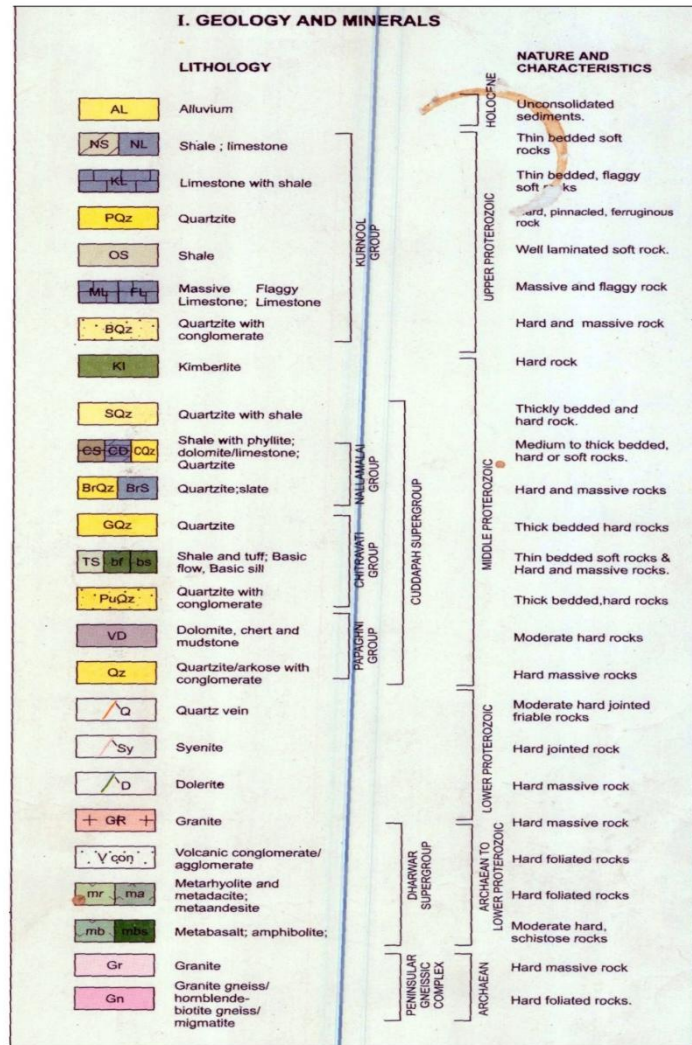 I. GEOLOGY AND MINERALS
LITHOLOGY
NATURE AND
CHARACTERISTICS
AL Alluvium HOLOCENE Unconsolidated
sediments.
NS NL Shale ; limestone Thin bedded soft
rocks
KL Limestone with shale Thin bedded, flaggy
soft rocks
PQz Quartzite pinnacled, ferruginous
rock
OS Shale Well laminated soft rock.
ML FL Massive Flaggy
Limestone; Limestone Massive and flaggy rock
BQz Quartzite with
conglomerate Hard and massive rock
KURNOOL
GROUP
UPPER PROTEROZOIC
KI Kimberlite Hard rock
SQz Quartzite with shale Thickly bedded and
hard rock.
CS CD CQz Shale with phyllite;
dolomite/limestone;
Quartzite Medium to thick bedded,
hard or soft rocks.
BrQz BrS Quartzite;slate Hard and massive rocks
NALLAMALAI
GROUP
GQz Quartzite Thick bedded hard rocks
TS bf bs Shale and tuff; Basic
flow, Basic sill Thin bedded soft rocks &
Hard and massive rocks.
PuQz Quartzite with
conglomerate Thick bedded,hard rocks
CHITRAVATI
GROUP
VD Dolomite, chert and
mudstone Moderate hard rocks
Qz Quartzite/arkose with
conglomerate Hard massive rocks
PAPAGHNI
GROUP
CUDDAPAH SUPERGROUP
MIDDLE PROTEROZOIC
Q Quartz vein Moderate hard jointed
friable rocks
Sy Syenite Hard jointed rock
D Dolerite Hard massive rock
LOWER PROTEROZOIC
GR Granite Hard massive rock
V con Volcanic conglomerate/
agglomerate Hard foliated rocks
mr ma Metarhyolite and
metadacite;
metaandesite Hard foliated rocks
mb mbs Metabasalt; amphibolite; Moderate hard,
schistose rocks
DHARWAR
SUPERGROUP
ARCHAEAN TO
LOWER PROTEROZOIC
Gr Granite Hard massive rock
Gn Granite gneiss/
hornblende-
biotite gneiss/
migmatite Hard foliated rocks.
PENINSULAR
GNEISSIC
COMPLEX
ARCHAEAN